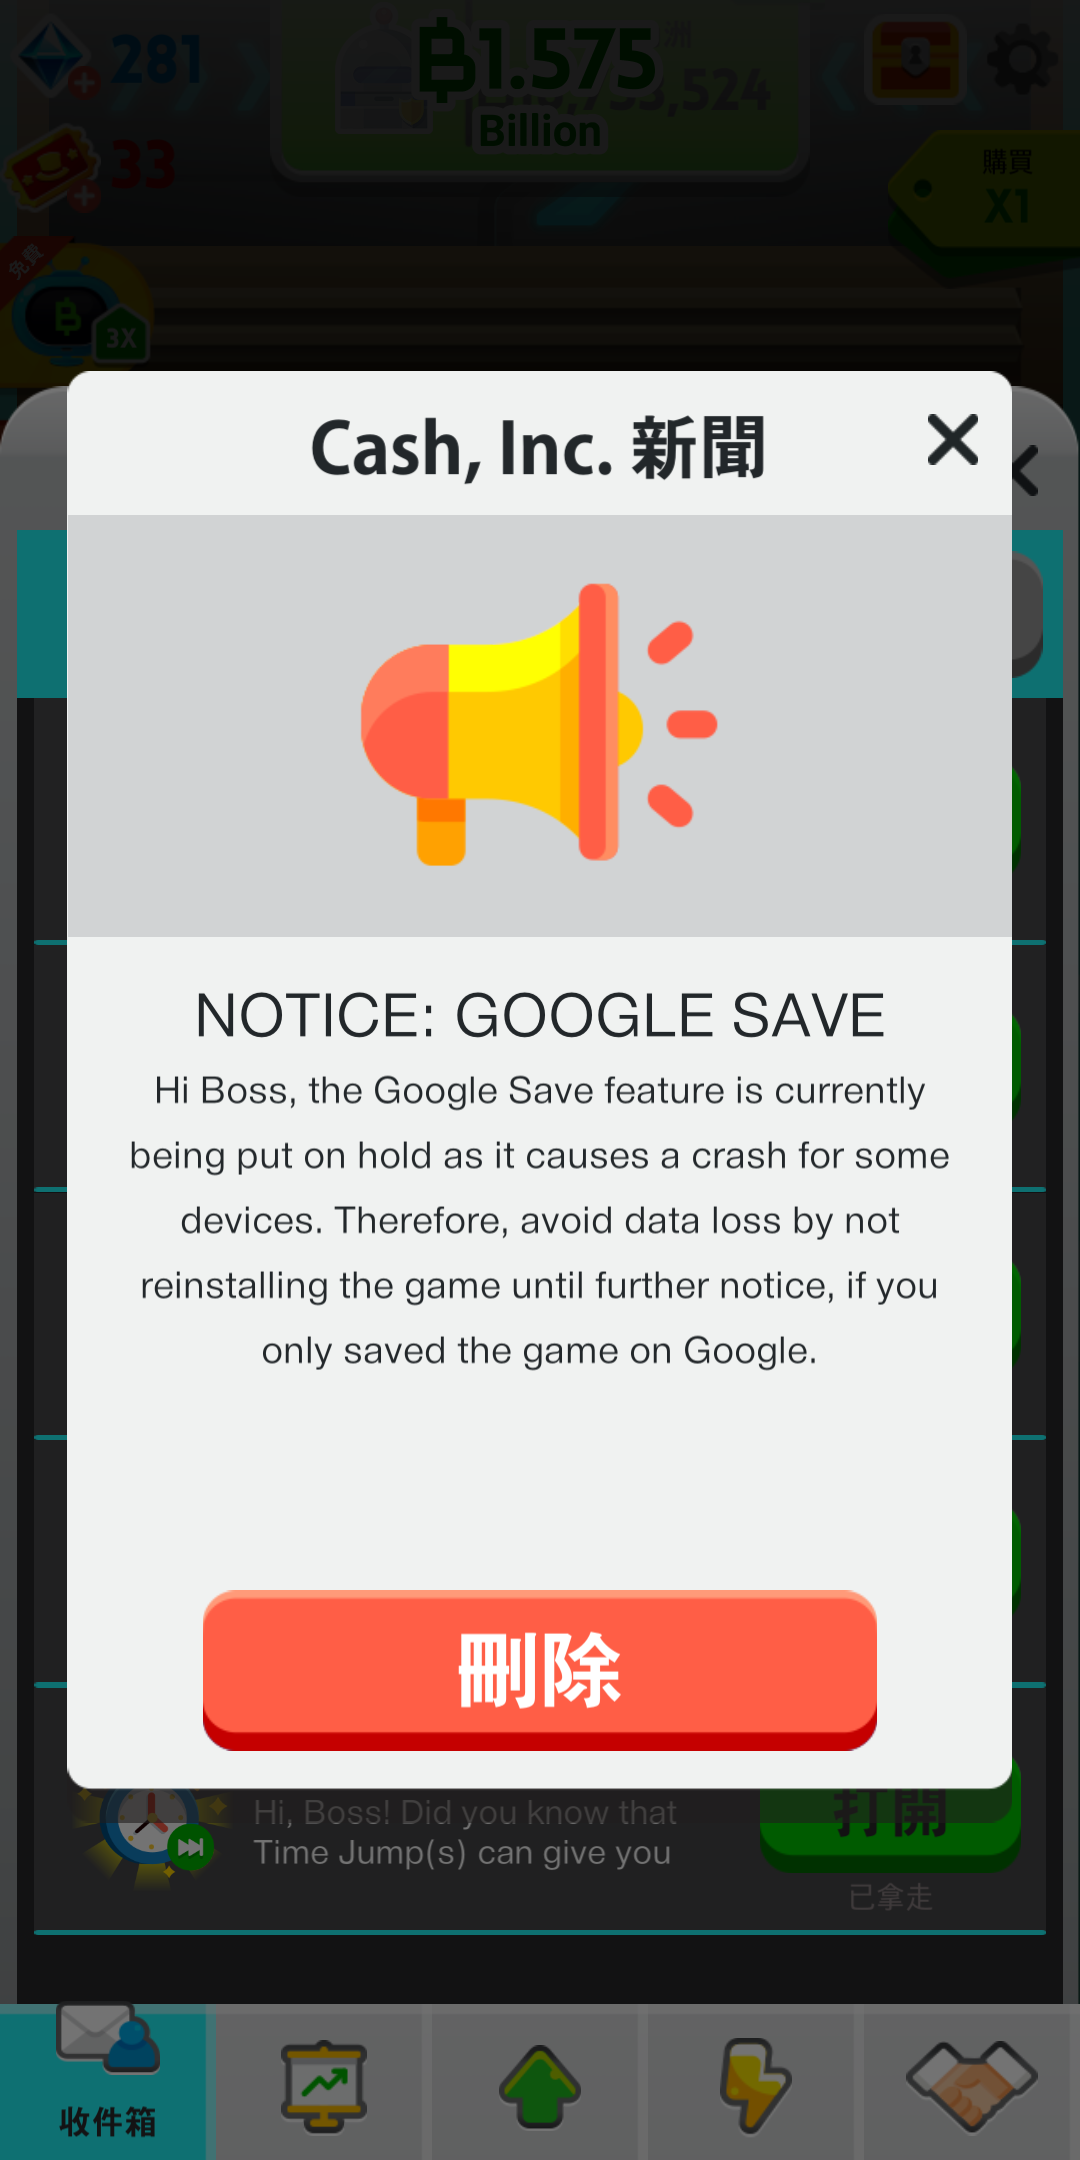 281
₿1.575
Billion
33
購買
X1
免費
3X
Cash, Inc. 新聞
NOTICE: GOOGLE SAVE
Hi Boss, the Google Save feature is currently
being put on hold as it causes a crash for some
devices. Therefore, avoid data loss by not
reinstalling the game until further notice, if you
only saved the game on Google.
刪除
Hi, Boss! Did you know that
Time Jump(s) can give you
打開
已拿走
收件箱